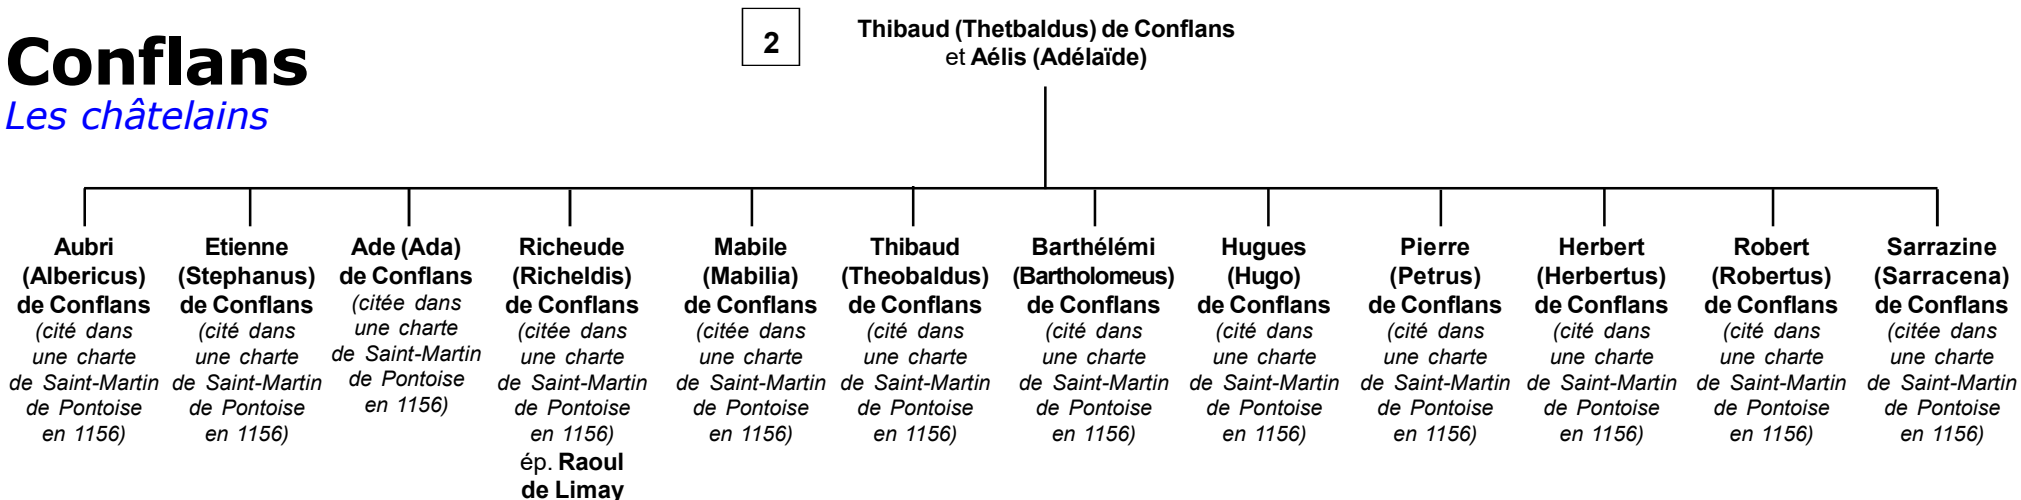 Conflans
Les châtelains
2
Thibaud (Thetbaldus) de Conflans
et Aélis (Adélaïde)
Aubri
(Albericus)
de Conflans
(cité dans
une charte
de Saint-Martin
de Pontoise
en 1156)
Etienne
(Stephanus)
de Conflans
(cité dans
une charte
de Saint-Martin
de Pontoise
en 1156)
Ade (Ada)
de Conflans
(citée dans
une charte
de Saint-Martin
de Pontoise
en 1156)
Richeude
(Richeldis)
de Conflans
(citée dans
une charte
de Saint-Martin
de Pontoise
en 1156)
ép. Raoul
de Limay
Mabile
(Mabilia)
de Conflans
(citée dans
une charte
de Saint-Martin
de Pontoise
en 1156)
Thibaud
(Theobaldus)
de Conflans
(cité dans
une charte
de Saint-Martin
de Pontoise
en 1156)
Barthélémi
(Bartholomeus)
de Conflans
(cité dans
une charte
de Saint-Martin
de Pontoise
en 1156)
Hugues
(Hugo)
de Conflans
(cité dans
une charte
de Saint-Martin
de Pontoise
en 1156)
Pierre
(Petrus)
de Conflans
(cité dans
une charte
de Saint-Martin
de Pontoise
en 1156)
Herbert
(Herbertus)
de Conflans
(cité dans
une charte
de Saint-Martin
de Pontoise
en 1156)
Robert
(Robertus)
de Conflans
(cité dans
une charte
de Saint-Martin
de Pontoise
en 1156)
Sarrazine
(Sarracena)
de Conflans
(citée dans
une charte
de Saint-Martin
de Pontoise
en 1156)